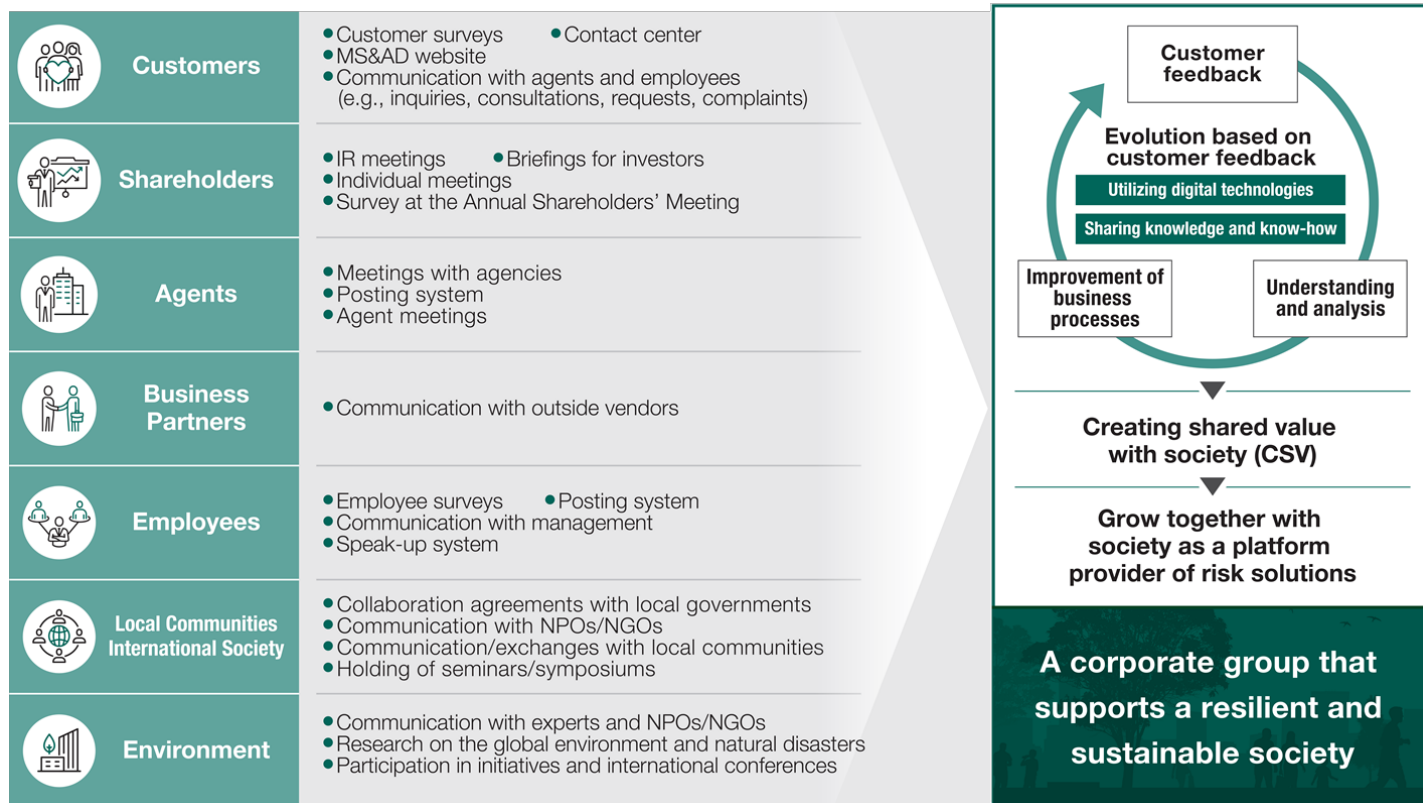 Customers
● Customer surveys ● Contact center
● MS&AD website
● Communication with agents and employees
(e.g., inquiries, consultations, requests, complaints)
Shareholders
● IR meetings ● Briefings for investors
● Individual meetings
● Survey at the Annual Shareholders’ Meeting
Agents
● Meetings with agencies
● Posting system
● Agent meetings
Business
Partners
● Communication with outside vendors
Employees
● Employee surveys ● Posting system
● Communication with management
● Speak-up system
Local Communities
International Society
● Collaboration agreements with local governments
● Communication with NPOs/NGOs
● Communication/exchanges with local communities
● Holding of seminars/symposiums
Environment
● Communication with experts and NPOs/NGOs
● Research on the global environment and natural disasters
● Participation in initiatives and international conferences
Customer
feedback
Evolution based on
customer feedback
Utilizing digital technologies
Sharing knowledge and know-how
Improvement of
business
processes
Understanding
and analysis
Creating shared value
with society (CSV)
Grow together with
society as a platform
provider of risk solutions
A corporate group that
supports a resilient and
sustainable society